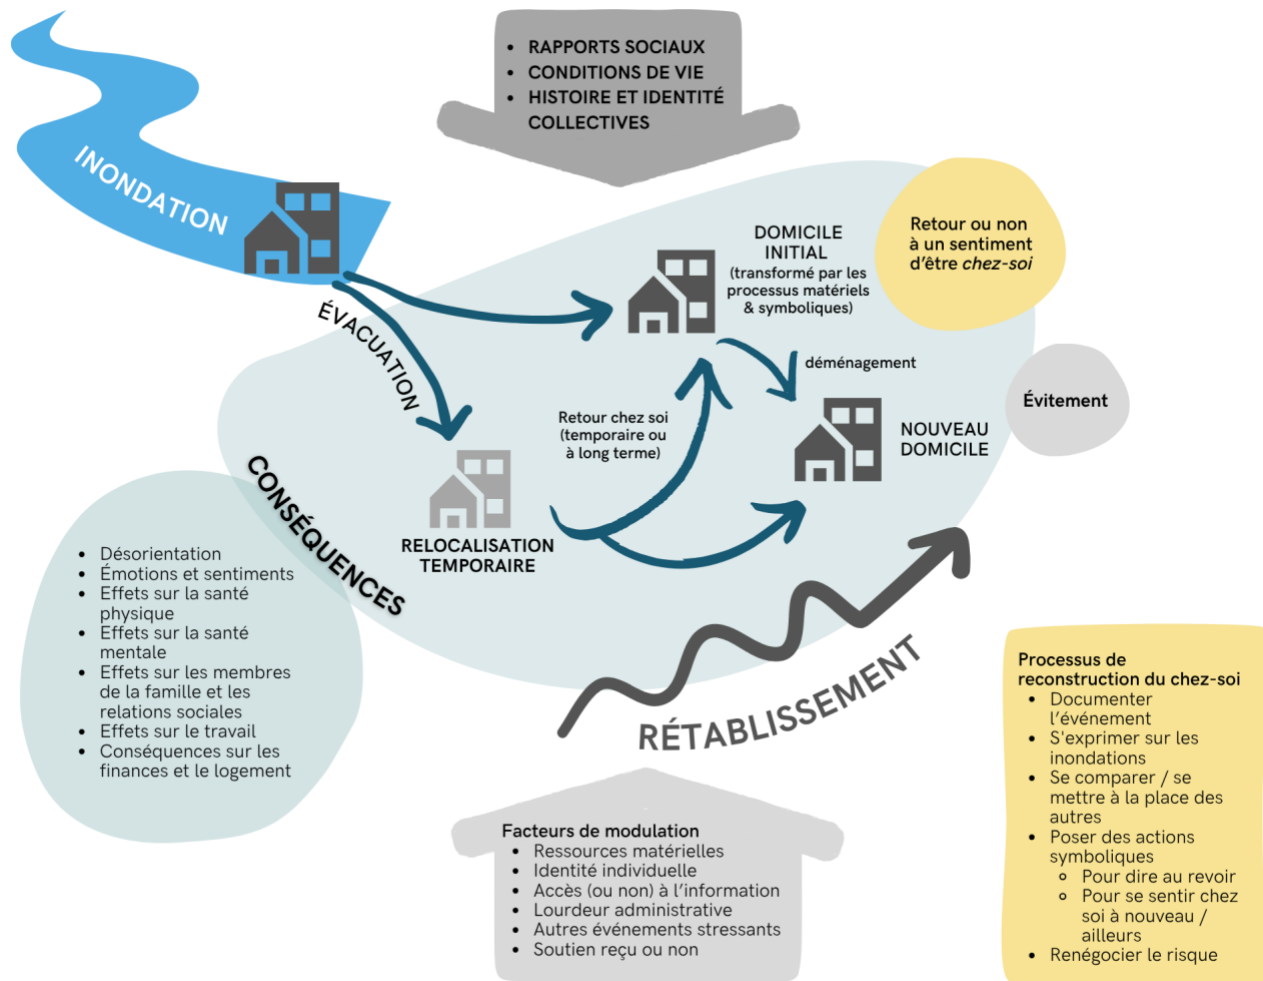 • RAPPORTS SOCIAUX
• CONDITIONS DE VIE
• HISTOIRE ET IDENTITÉ
COLLECTIVES
INONDATION
Retour ou non
à un sentiment
d'être chez-soi
DOMICILE
INITIAL
(transformé par les
processus matériels
& symboliques)
ÉVACUATION
déménagement
Évitement
Retour chez soi
(temporaire ou
à long terme)
NOUVEAU
DOMICILE
CONSÉQUENCES
RELOCALISATION
TEMPORAIRE
• Désorientation
• Émotions et sentiments
• Effets sur la santé
physique
• Effets sur la santé
mentale
• Effets sur les membres
de la famille et les
relations sociales
• Effets sur le travail
• Conséquences sur les
finances et le logement
RÉTABLISSEMENT
Processus de
reconstruction du chez-soi
• Documenter
l'événement
• S'exprimer sur les
inondations
• Se comparer / se
mettre à la place des
autres
• Poser des actions
symboliques
○ Pour dire au revoir
○ Pour se sentir chez
soi à nouveau /
ailleurs
• Renégocier le risque
Facteurs de modulation
• Ressources matérielles
• Identité individuelle
• Accès (ou non) à l'information
• Lourdeur administrative
• Autres événements stressants
• Soutien reçu ou non